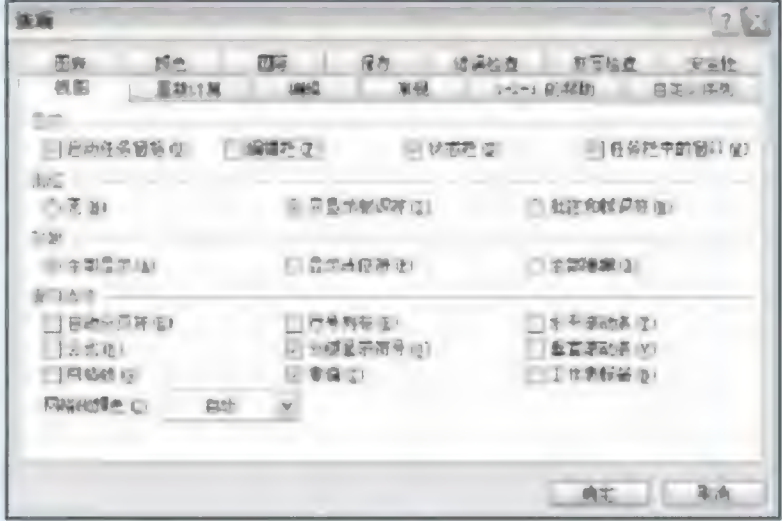 选项
图表 颜色 国际 保存 错误检查 拼写检查 安全性
视图 重新计算 编辑 常规 1-2-3 的帮助 自定义序列
显示
启动任务窗格(K) 编辑栏(F) 状态栏(S) 任务栏中的窗口(W)
批注
无(N) 只显示标识符(I) 批注和标识符(M)
对象
全部显示(A) 显示占位符(P) 全部隐藏(D)
窗口选项
自动分页符(U) 行号列标(E) 水平滚动条(T)
公式(R) 分级显示符号(O) 垂直滚动条(V)
网格线(G) 零值(Z) 工作表标签(B)
网格线颜色(C) 自动
确定 取消